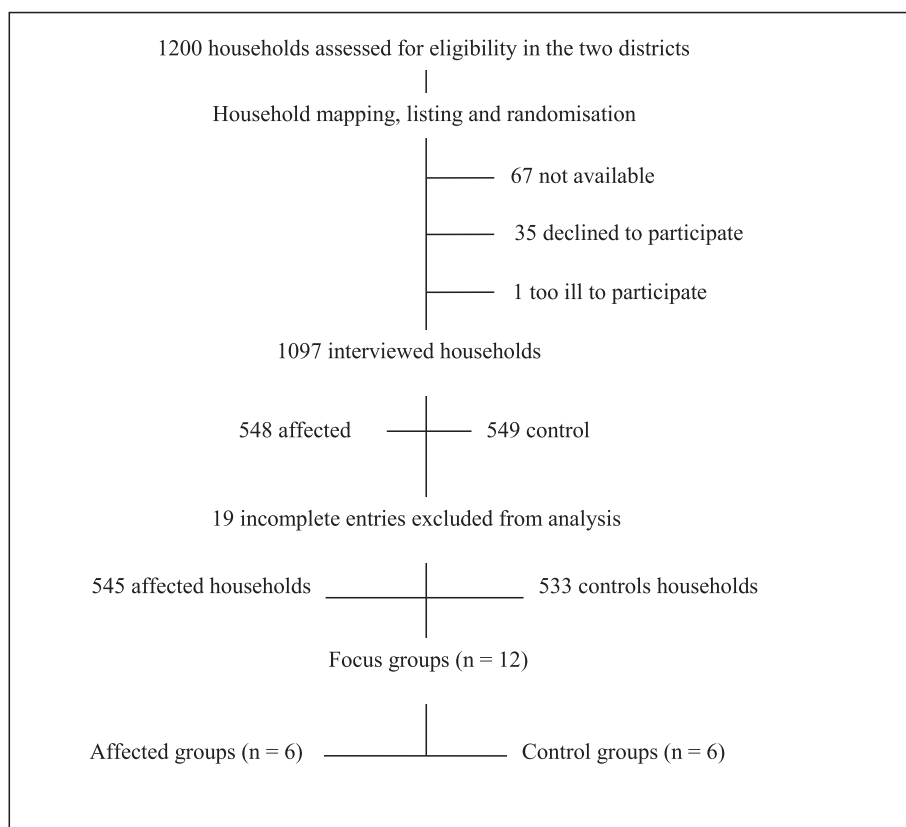 1200 households assessed for eligibility in the two districts
Household mapping, listing and randomisation
67 not available
35 declined to participate
1 too ill to participate
1097 interviewed households
548 affected
549 control
19 incomplete entries excluded from analysis
545 affected households
533 controls households
Focus groups (n = 12)
Affected groups (n = 6)
Control groups (n = 6)